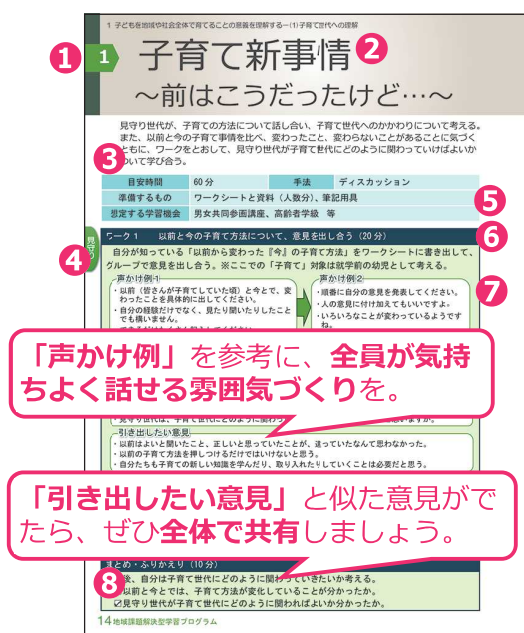 1 子どもを地域や社会全体で育てることの意義を理解する—(1)子育て世代への理解
❶ 1 子育て新事情 ❷
～前はこうだったけど…～
見守り世代が、子育ての方法について話し合い、子育て世代へのかかわりについて考える。
また、以前と今の子育て事情を比べ、変わったこと、変わらないことがあることに気づく
ともに、ワークをとおして、見守り世代が子育て世代にどのように関わっていけばよいか
ついて学び合う。
❸
目安時間 60分 手法 ディスカッション
準備するもの ワークシートと資料（人数分）、筆記用具
想定する学習機会 男女共同参画講座、高齢者学級 等
❺
見守り
❹
ワーク1 以前と今の子育て方法について、意見を出し合う（20分）
❻
自分が知っている「以前から変わった『今』の子育て方法」をワークシートに書き出して、
グループで意見を出し合う。※ここでの「子育て」対象は就学前の幼児として考える。
声かけ例①
・以前（皆さんが子育てしていた頃）と今とで、変
わったことを具体的に出してください。
・自分の経験だけでなく、見たり聞いたりしたこと
でも構いません。
声かけ例②
・順番に自分の意見を発表してください。
・人の意見に付け加えてもいいですよ。
・いろいろなことが変わっているようです
ね。
❼
「声かけ例」を参考に、全員が気持
ちよく話せる雰囲気づくりを。
引き出したい意見
・以前はよいと聞いたこと、正しいと思っていたことが、違っていたなんて思わなかった。
・以前の子育て方法を押しつけるだけではいけないと思う。
・自分たちも子育ての新しい知識を学んだり、取り入れたりしていくことは必要だと思う。
「引き出したい意見」と似た意見がで
たら、ぜひ全体で共有しましょう。
まとめ・ふりかえり（10分）
❽
後、自分は子育て世代にどのように関わっていきたいか考える。
以前と今とでは、子育て方法が変化していることが分かったか。
☑見守り世代が子育て世代にどのように関わればよいか分かったか。
14 地域課題解決型学習プログラム